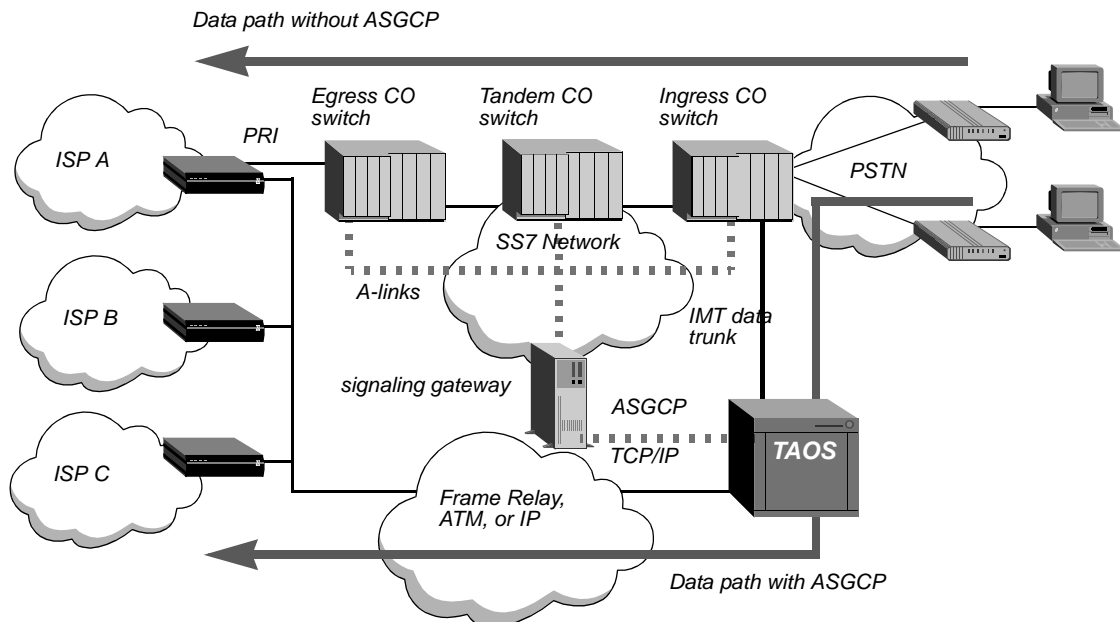 Data path without ASGCP
Egress CO
switch
Tandem CO
switch
Ingress CO
switch
PRI
ISP A
PSTN
SS7 Network
A-links
ISP B
IMT data
trunk
signaling gateway
ASGCP
TCP/IP
TAOS
ISP C
Frame Relay,
ATM, or IP
Data path with ASGCP